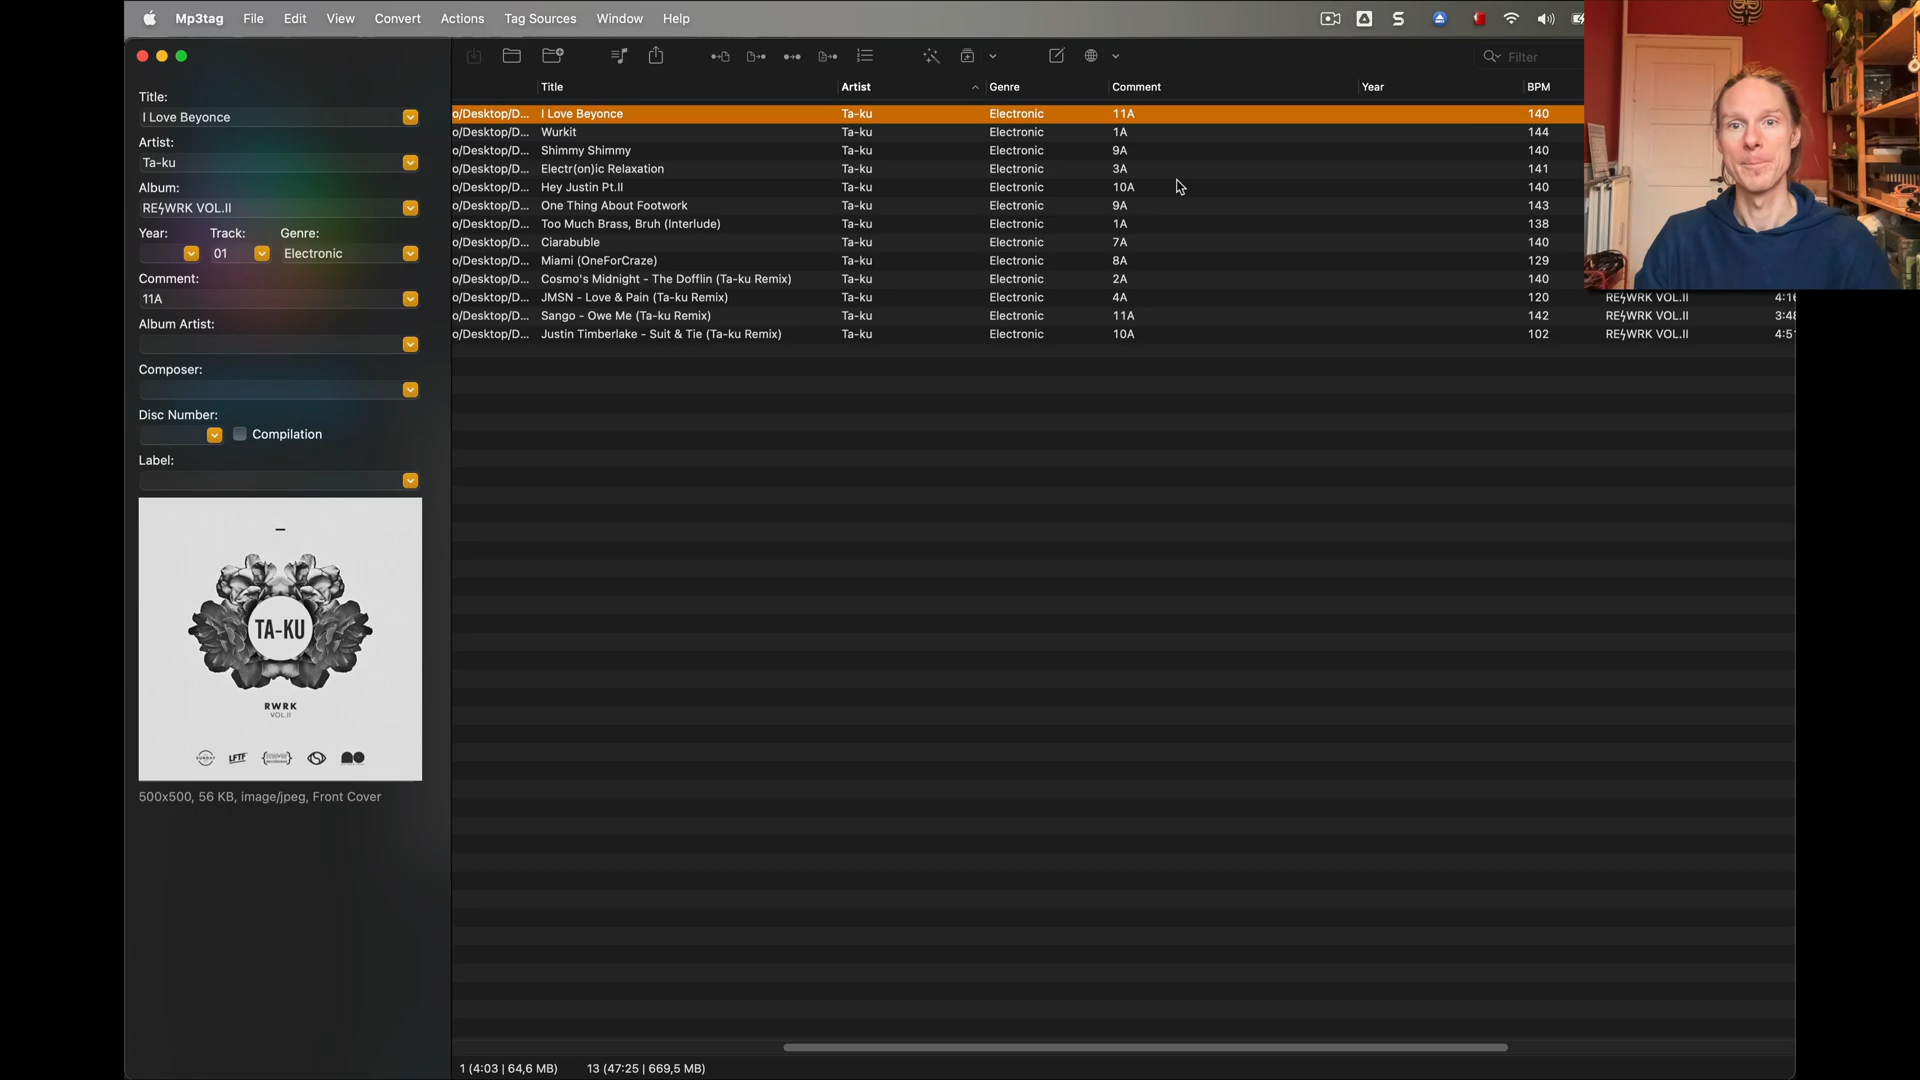 Mp3tag File Edit View Convert Actions Tag Sources Window Help
Filter
Title:
I Love Beyonce
Artist:
Ta-ku
Album:
REϟWRK VOL.II
Year: Track: Genre:
01 Electronic
Comment:
11A
Album Artist:
Composer:
Disc Number:
Compilation
Label:
TA-KU
RWRK
VOL.II
LFTF
500x500, 56 KB, image/jpeg, Front Cover
Title Artist Genre Comment Year BPM
o/Desktop/D... I Love Beyonce Ta-ku Electronic 11A 140
o/Desktop/D... Wurkit Ta-ku Electronic 1A 144
o/Desktop/D... Shimmy Shimmy Ta-ku Electronic 9A 140
o/Desktop/D... Electr(on)ic Relaxation Ta-ku Electronic 3A 141
o/Desktop/D... Hey Justin Pt.II Ta-ku Electronic 10A 140
o/Desktop/D... One Thing About Footwork Ta-ku Electronic 9A 143
o/Desktop/D... Too Much Brass, Bruh (Interlude) Ta-ku Electronic 1A 138
o/Desktop/D... Ciarabuble Ta-ku Electronic 7A 140
o/Desktop/D... Miami (OneForCraze) Ta-ku Electronic 8A 129
o/Desktop/D... Cosmo's Midnight - The Dofflin (Ta-ku Remix) Ta-ku Electronic 2A 140
o/Desktop/D... JMSN - Love & Pain (Ta-ku Remix) Ta-ku Electronic 4A 120 REϟWRK VOL.II 4:16
o/Desktop/D... Sango - Owe Me (Ta-ku Remix) Ta-ku Electronic 11A 142 REϟWRK VOL.II 3:48
o/Desktop/D... Justin Timberlake - Suit & Tie (Ta-ku Remix) Ta-ku Electronic 10A 102 REϟWRK VOL.II 4:51
1 (4:03 | 64,6 MB) 13 (47:25 | 669,5 MB)